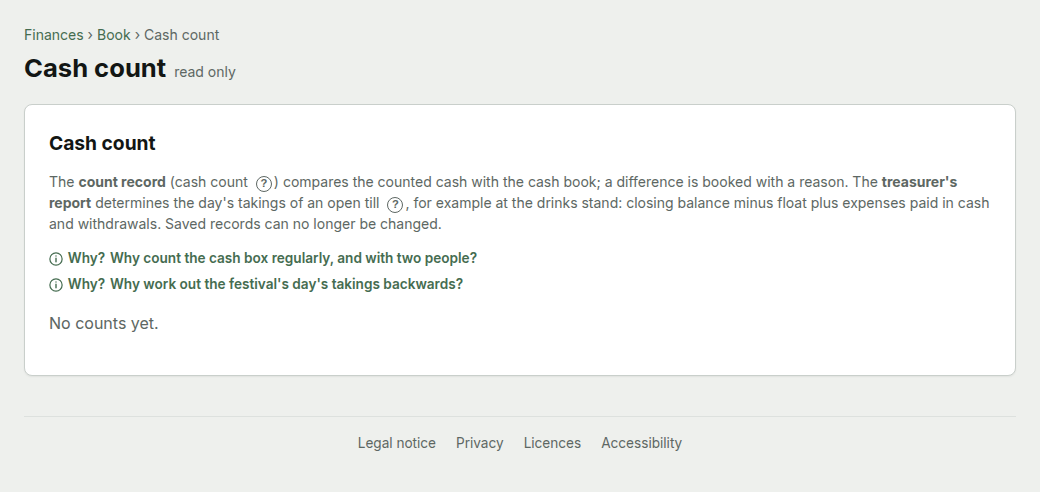 Finances › Book › Cash count
Cash count read only
Cash count
The count record (cash count ?) compares the counted cash with the cash book; a difference is booked with a reason. The treasurer's
report determines the day's takings of an open till ?, for example at the drinks stand: closing balance minus float plus expenses paid in cash
and withdrawals. Saved records can no longer be changed.
Why? Why count the cash box regularly, and with two people?
Why? Why work out the festival's day's takings backwards?
No counts yet.
Legal notice Privacy Licences Accessibility